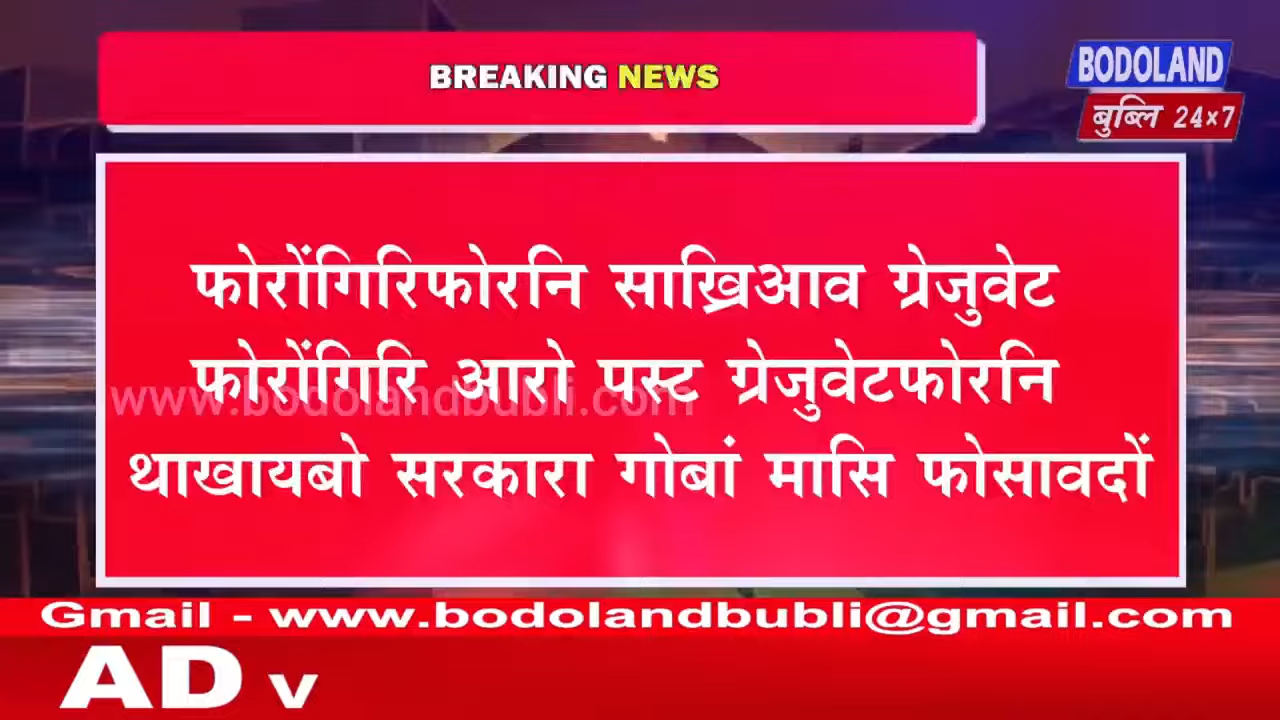 BREAKING NEWS
BODOLAND
बुब्लि 24×7
फोरोंगिरिफोरनि साख्रिआव ग्रेजुवेट
फोरोंगिरि आरो पस्ट ग्रेजुवेटफोरनि
www.bodolandbubli.com
थाखायबो सरकारा गोबां मासि फोसावदों
Gmail - www.bodolandbubli@gmail.com
AD v